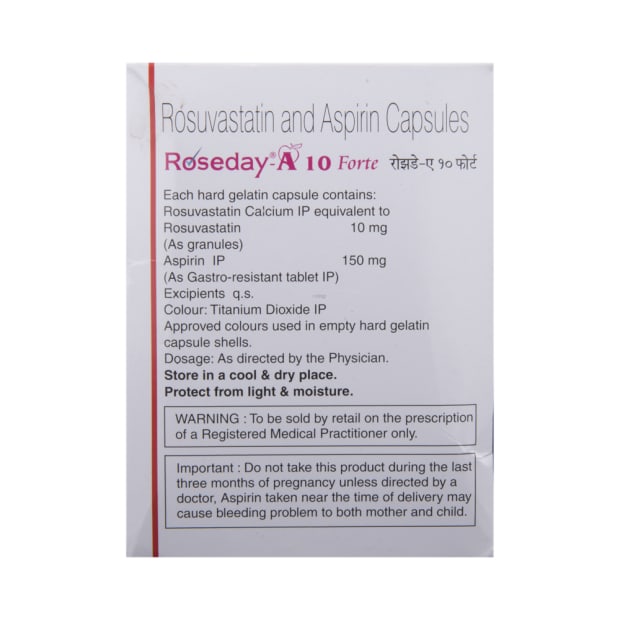 Rosuvastatin and Aspirin Capsules
Roseday®-A 10 Forte रोझडे-ए १० फोर्ट
Each hard gelatin capsule contains:
Rosuvastatin Calcium IP equivalent to
Rosuvastatin 10 mg
(As granules)
Aspirin IP 150 mg
(As Gastro-resistant tablet IP)
Excipients q.s.
Colour: Titanium Dioxide IP
Approved colours used in empty hard gelatin
capsule shells.
Dosage: As directed by the Physician.
Store in a cool & dry place.
Protect from light & moisture.
WARNING : To be sold by retail on the prescription
of a Registered Medical Practitioner only.
Important : Do not take this product during the last
three months of pregnancy unless directed by a
doctor, Aspirin taken near the time of delivery may
cause bleeding problem to both mother and child.